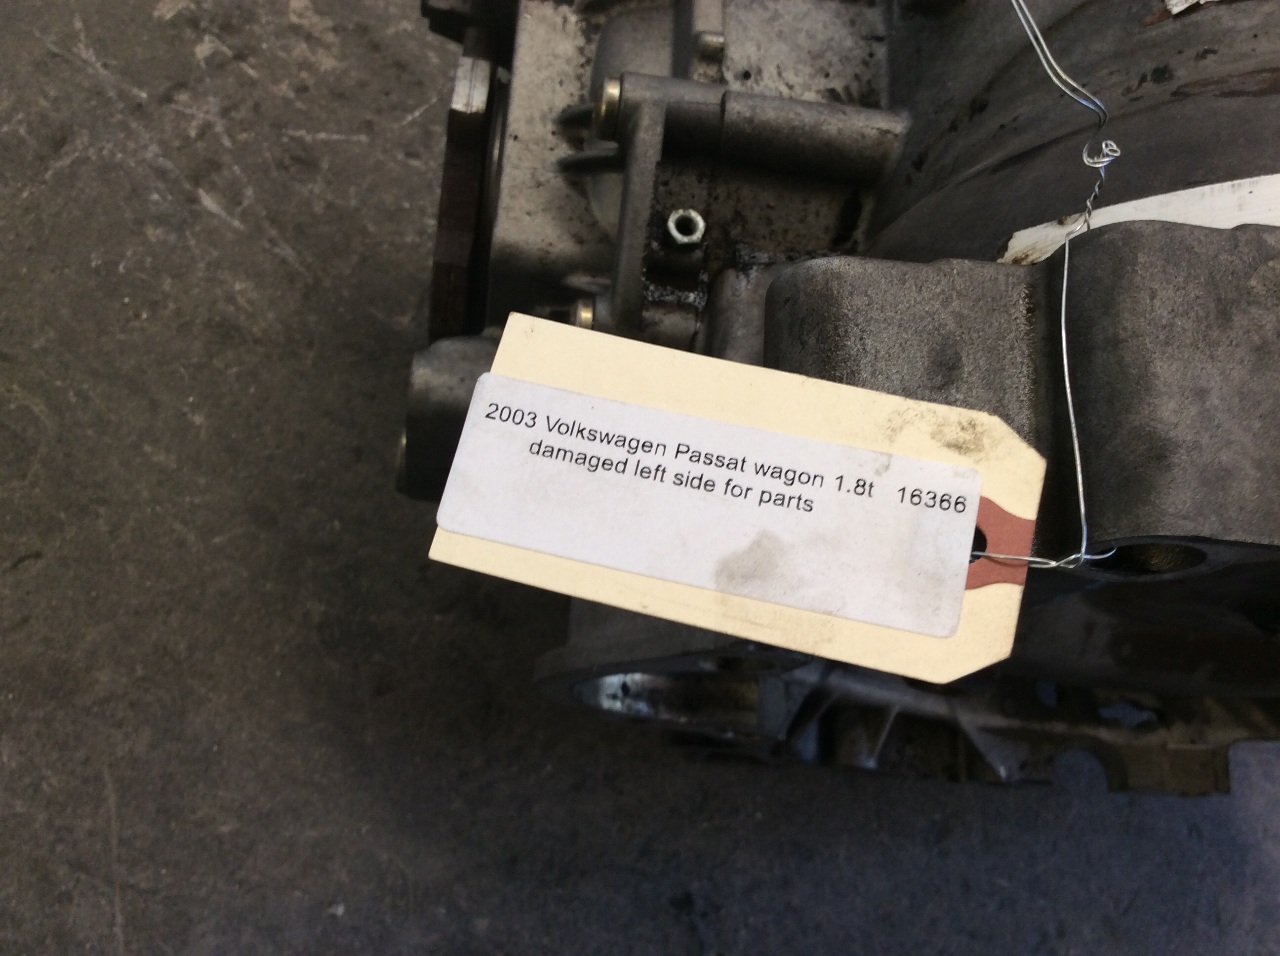 2003 Volkswagen Passat wagon 1.8t 16366
damaged left side for parts